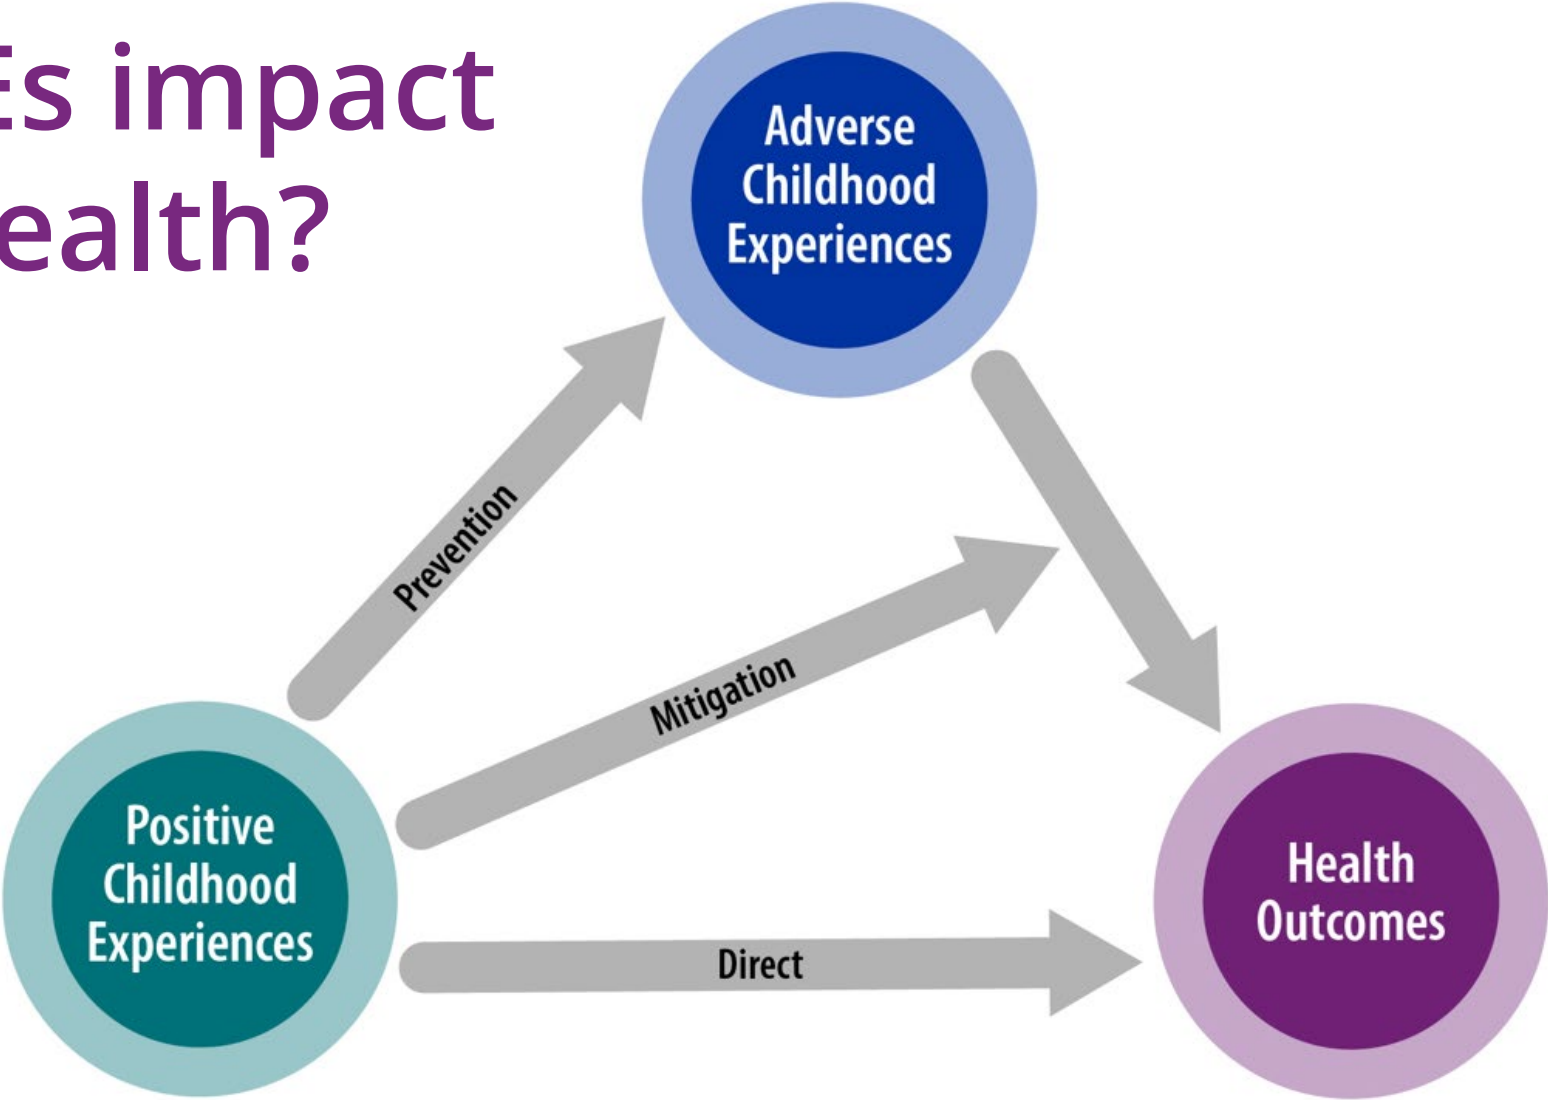 Es impact
ealth?
Adverse
Childhood
Experiences
Prevention
Mitigation
Positive
Childhood
Experiences
Direct
Health
Outcomes